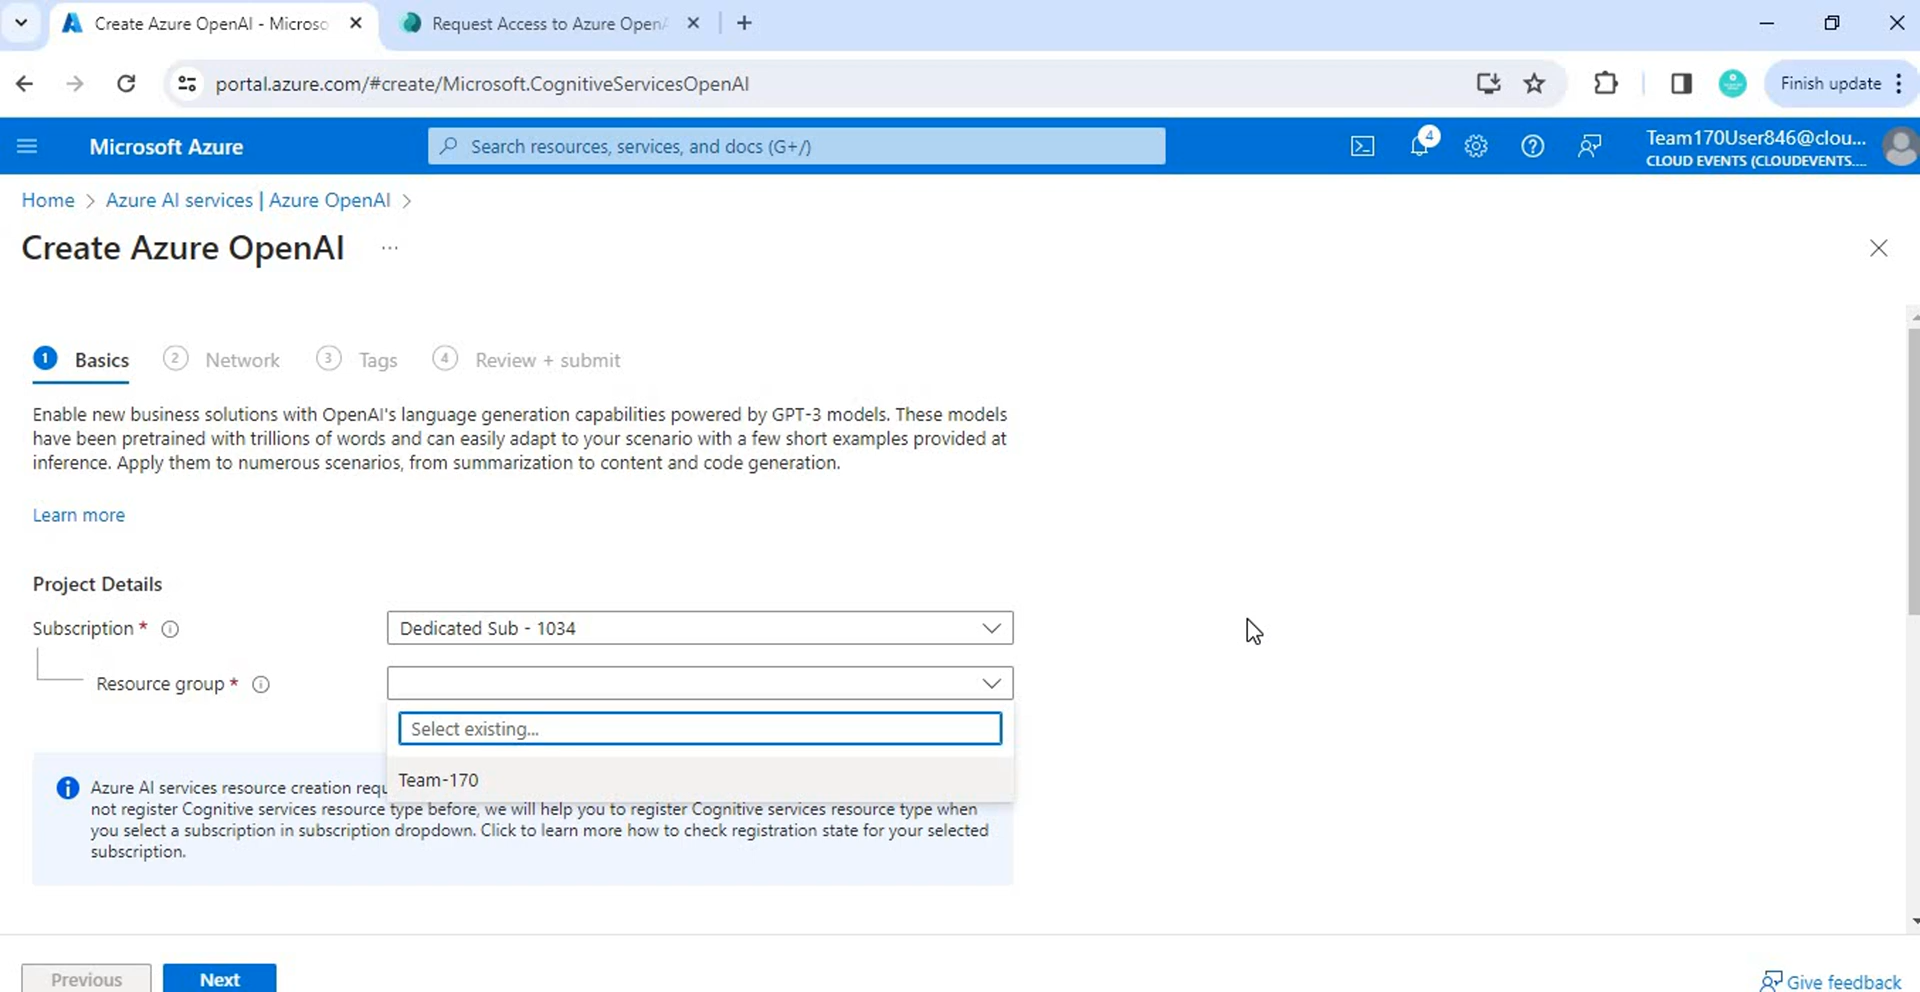 Create Azure OpenAI - Micros
Request Access to Azure Open
portal.azure.com/#create/Microsoft.CognitiveServicesOpenAI
Finish update
Microsoft Azure
Search resources, services, and docs (G+/)
4
Team170User846@clou...
CLOUD EVENTS (CLOUDEVENTS....
Home > Azure AI services | Azure OpenAI >
Create Azure OpenAI ...
1 Basics 2 Network 3 Tags 4 Review + submit
Enable new business solutions with OpenAI's language generation capabilities powered by GPT-3 models. These models
have been pretrained with trillions of words and can easily adapt to your scenario with a few short examples provided at
inference. Apply them to numerous scenarios, from summarization to content and code generation.
Learn more
Project Details
Subscription *
Dedicated Sub - 1034
Resource group *
Select existing...
Team-170
Azure AI services resource creation requ
not register Cognitive services resource type before, we will help you to register Cognitive services resource type when
you select a subscription in subscription dropdown. Click to learn more how to check registration state for your selected
subscription.
Previous
Next
Give feedback